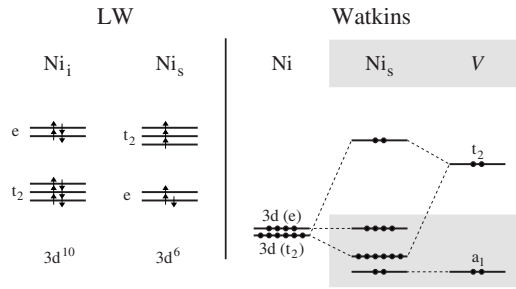 LW
Watkins
Ni_i
Ni_s
Ni
Ni_s
V
e
t_2
t_2
e
t_2
3d (e)
3d (t_2)
a_1
3d^10
3d^6